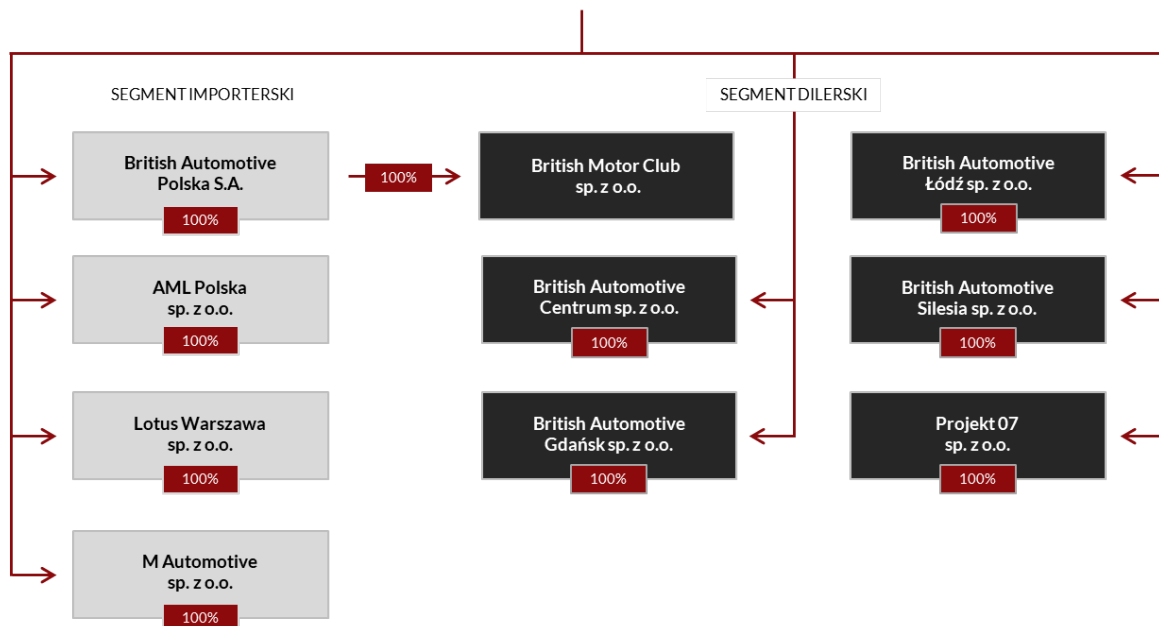 SEGMENT IMPORTERSKI
SEGMENT DILERSKI
British Automotive
Polska S.A.
100%
100%
British Motor Club
sp. z o.o.
British Automotive
Łódź sp. z o.o.
100%
AML Polska
sp. z o.o.
100%
British Automotive
Centrum sp. z o.o.
100%
British Automotive
Silesia sp. z o.o.
100%
Lotus Warszawa
sp. z o.o.
100%
British Automotive
Gdańsk sp. z o.o.
100%
Projekt 07
sp. z o.o.
100%
M Automotive
sp. z o.o.
100%